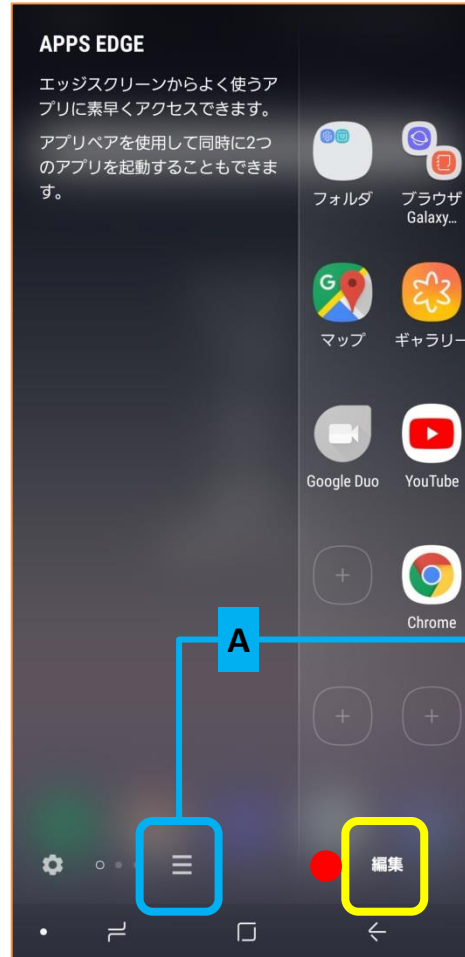 APPS EDGE
エッジスクリーンからよく使うア
プリに素早くアクセスできます。
アプリペアを使用して同時に2つ
のアプリを起動することもできま
す。
フォルダ
ブラウザ
Galaxy...
G
マップ
ギャラリー
Google Duo
YouTube
Chrome
A
編集